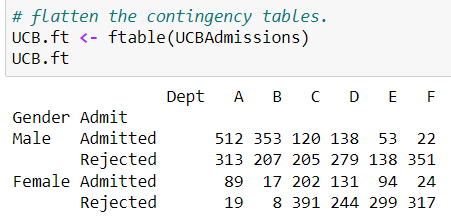 # flatten the contingency tables.
UCB.ft <- ftable(UCBAdmissions)
UCB.ft
Dept A B C D E F
Gender Admit
Male Admitted 512 353 120 138 53 22
Rejected 313 207 205 279 138 351
Female Admitted 89 17 202 131 94 24
Rejected 19 8 391 244 299 317